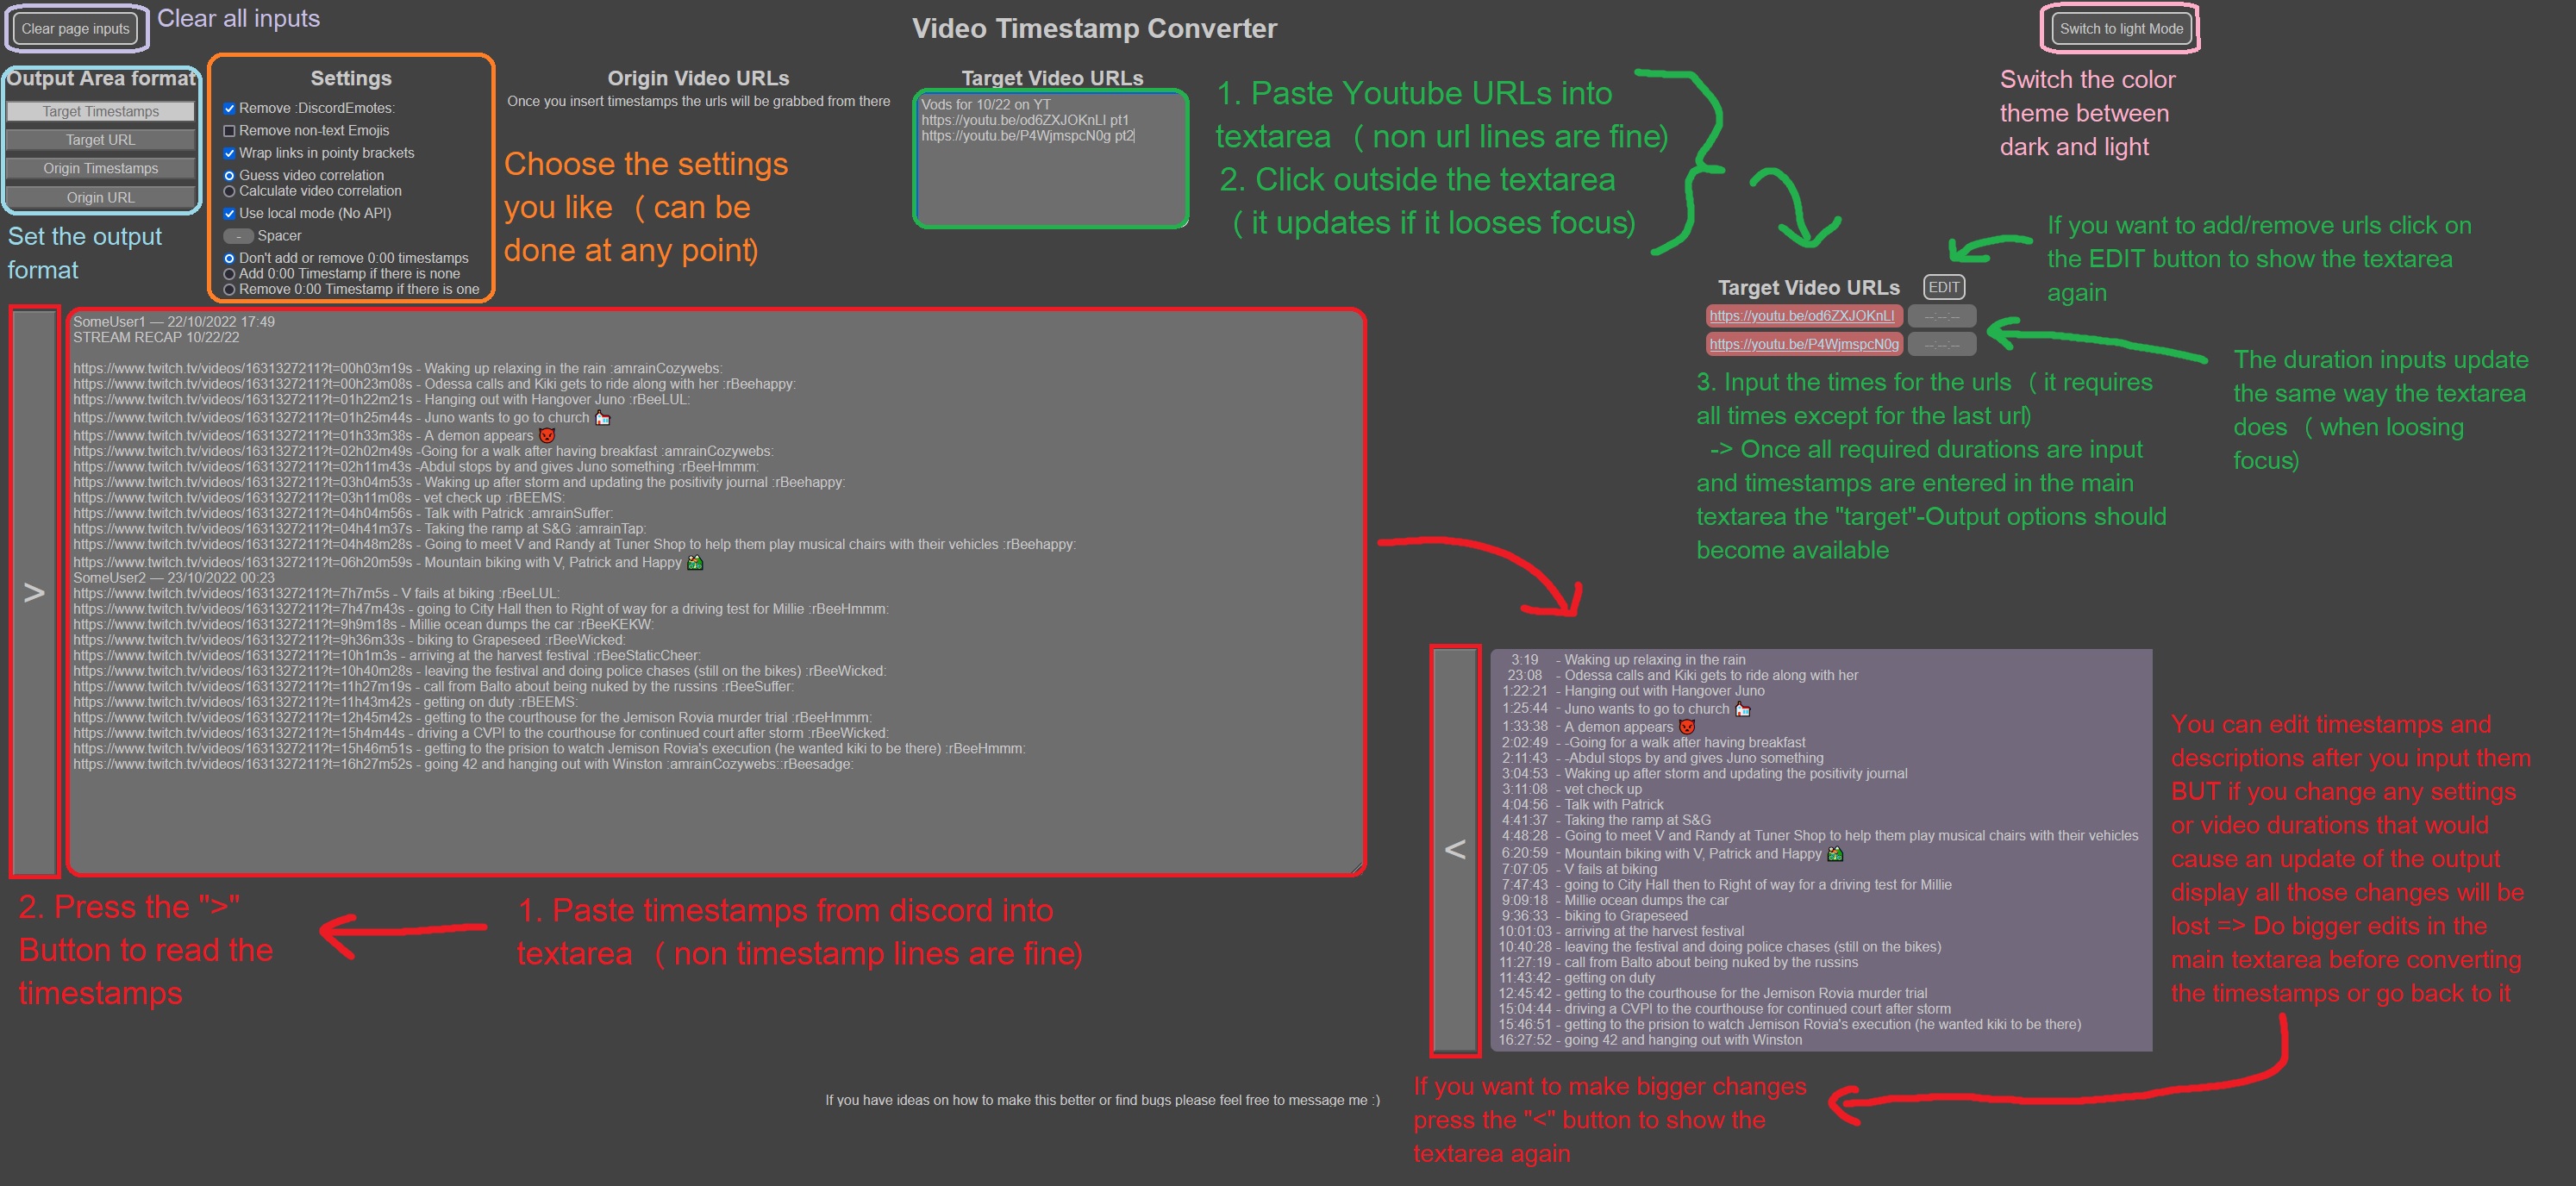 Clear page inputs
Clear all inputs
Video Timestamp Converter
Switch to light Mode
Switch the color
theme between
dark and light
Output Area format
Target Timestamps
Target URL
Origin Timestamps
Origin URL
Set the output
format
Settings
Remove :DiscordEmotes:
Remove non-text Emojis
Wrap links in pointy brackets
Guess video correlation
Calculate video correlation
Use local mode (No API)
- Spacer
Don't add or remove 0:00 timestamps
Add 0:00 Timestamp if there is none
Remove 0:00 Timestamp if there is one
Origin Video URLs
Once you insert timestamps the urls will be grabbed from there
Choose the settings
you like ( can be
done at any point)
Target Video URLs
Vods for 10/22 on YT
https://youtu.be/od6ZXJOKnLI pt1
https://youtu.be/P4WjmspcN0g pt2
1. Paste Youtube URLs into
textarea ( non url lines are fine)
2. Click outside the textarea
( it updates if it looses focus)
If you want to add/remove urls click on
the EDIT button to show the textarea
again
Target Video URLs EDIT
https://youtu.be/od6ZXJOKnLI --:--:--
https://youtu.be/P4WjmspcN0g --:--:--
3. Input the times for the urls ( it requires
all times except for the last url)
-> Once all required durations are input
and timestamps are entered in the main
textarea the "target"-Output options should
become available
The duration inputs update
the same way the textarea
does ( when loosing
focus)
>
SomeUser1 — 22/10/2022 17:49
STREAM RECAP 10/22/22
https://www.twitch.tv/videos/1631327211?t=00h03m19s - Waking up relaxing in the rain :amrainCozywebs:
https://www.twitch.tv/videos/1631327211?t=00h23m08s - Odessa calls and Kiki gets to ride along with her :rBeehappy:
https://www.twitch.tv/videos/1631327211?t=01h22m21s - Hanging out with Hangover Juno :rBeeLUL:
https://www.twitch.tv/videos/1631327211?t=01h25m44s - Juno wants to go to church ⛪
https://www.twitch.tv/videos/1631327211?t=01h33m38s - A demon appears 👿
https://www.twitch.tv/videos/1631327211?t=02h02m49s -Going for a walk after having breakfast :amrainCozywebs:
https://www.twitch.tv/videos/1631327211?t=02h11m43s -Abdul stops by and gives Juno something :rBeeHmmm:
https://www.twitch.tv/videos/1631327211?t=03h04m53s - Waking up after storm and updating the positivity journal :rBeehappy:
https://www.twitch.tv/videos/1631327211?t=03h11m08s - vet check up :rBEEMS:
https://www.twitch.tv/videos/1631327211?t=04h04m56s - Talk with Patrick :amrainSuffer:
https://www.twitch.tv/videos/1631327211?t=04h41m37s - Taking the ramp at S&G :amrainTap:
https://www.twitch.tv/videos/1631327211?t=04h48m28s - Going to meet V and Randy at Tuner Shop to help them play musical chairs with their vehicles :rBeehappy:
https://www.twitch.tv/videos/1631327211?t=06h20m59s - Mountain biking with V, Patrick and Happy 🏞
SomeUser2 — 23/10/2022 00:23
https://www.twitch.tv/videos/1631327211?t=7h7m5s - V fails at biking :rBeeLUL:
https://www.twitch.tv/videos/1631327211?t=7h47m43s - going to City Hall then to Right of way for a driving test for Millie :rBeeHmmm:
https://www.twitch.tv/videos/1631327211?t=9h9m18s - Millie ocean dumps the car :rBeeKEKW:
https://www.twitch.tv/videos/1631327211?t=9h36m33s - biking to Grapeseed :rBeeWicked:
https://www.twitch.tv/videos/1631327211?t=10h1m3s - arriving at the harvest festival :rBeeStaticCheer:
https://www.twitch.tv/videos/1631327211?t=10h40m28s - leaving the festival and doing police chases (still on the bikes) :rBeeWicked:
https://www.twitch.tv/videos/1631327211?t=11h27m19s - call from Balto about being nuked by the russins :rBeeSuffer:
https://www.twitch.tv/videos/1631327211?t=11h43m42s - getting on duty :rBEEMS:
https://www.twitch.tv/videos/1631327211?t=12h45m42s - getting to the courthouse for the Jemison Rovia murder trial :rBeeHmmm:
https://www.twitch.tv/videos/1631327211?t=15h4m44s - driving a CVPI to the courthouse for continued court after storm :rBeeWicked:
https://www.twitch.tv/videos/1631327211?t=15h46m51s - getting to the prision to watch Jemison Rovia's execution (he wanted kiki to be there) :rBeeHmmm:
https://www.twitch.tv/videos/1631327211?t=16h27m52s - going 42 and hanging out with Winston :amrainCozywebs::rBeesadge:
2. Press the ">"
Button to read the
timestamps
1. Paste timestamps from discord into
textarea ( non timestamp lines are fine)
<
3:19 - Waking up relaxing in the rain
23:08 - Odessa calls and Kiki gets to ride along with her
1:22:21 - Hanging out with Hangover Juno
1:25:44 - Juno wants to go to church ⛪
1:33:38 - A demon appears 👿
2:02:49 - -Going for a walk after having breakfast
2:11:43 - -Abdul stops by and gives Juno something
3:04:53 - Waking up after storm and updating the positivity journal
3:11:08 - vet check up
4:04:56 - Talk with Patrick
4:41:37 - Taking the ramp at S&G
4:48:28 - Going to meet V and Randy at Tuner Shop to help them play musical chairs with their vehicles
6:20:59 - Mountain biking with V, Patrick and Happy 🏞
7:07:05 - V fails at biking
7:47:43 - going to City Hall then to Right of way for a driving test for Millie
9:09:18 - Millie ocean dumps the car
9:36:33 - biking to Grapeseed
10:01:03 - arriving at the harvest festival
10:40:28 - leaving the festival and doing police chases (still on the bikes)
11:27:19 - call from Balto about being nuked by the russins
11:43:42 - getting on duty
12:45:42 - getting to the courthouse for the Jemison Rovia murder trial
15:04:44 - driving a CVPI to the courthouse for continued court after storm
15:46:51 - getting to the prision to watch Jemison Rovia's execution (he wanted kiki to be there)
16:27:52 - going 42 and hanging out with Winston
You can edit timestamps and
descriptions after you input them
BUT if you change any settings
or video durations that would
cause an update of the output
display all those changes will be
lost => Do bigger edits in the
main textarea before converting
the timestamps or go back to it
If you want to make bigger changes
press the "<" button to show the
textarea again
If you have ideas on how to make this better or find bugs please feel free to message me :)